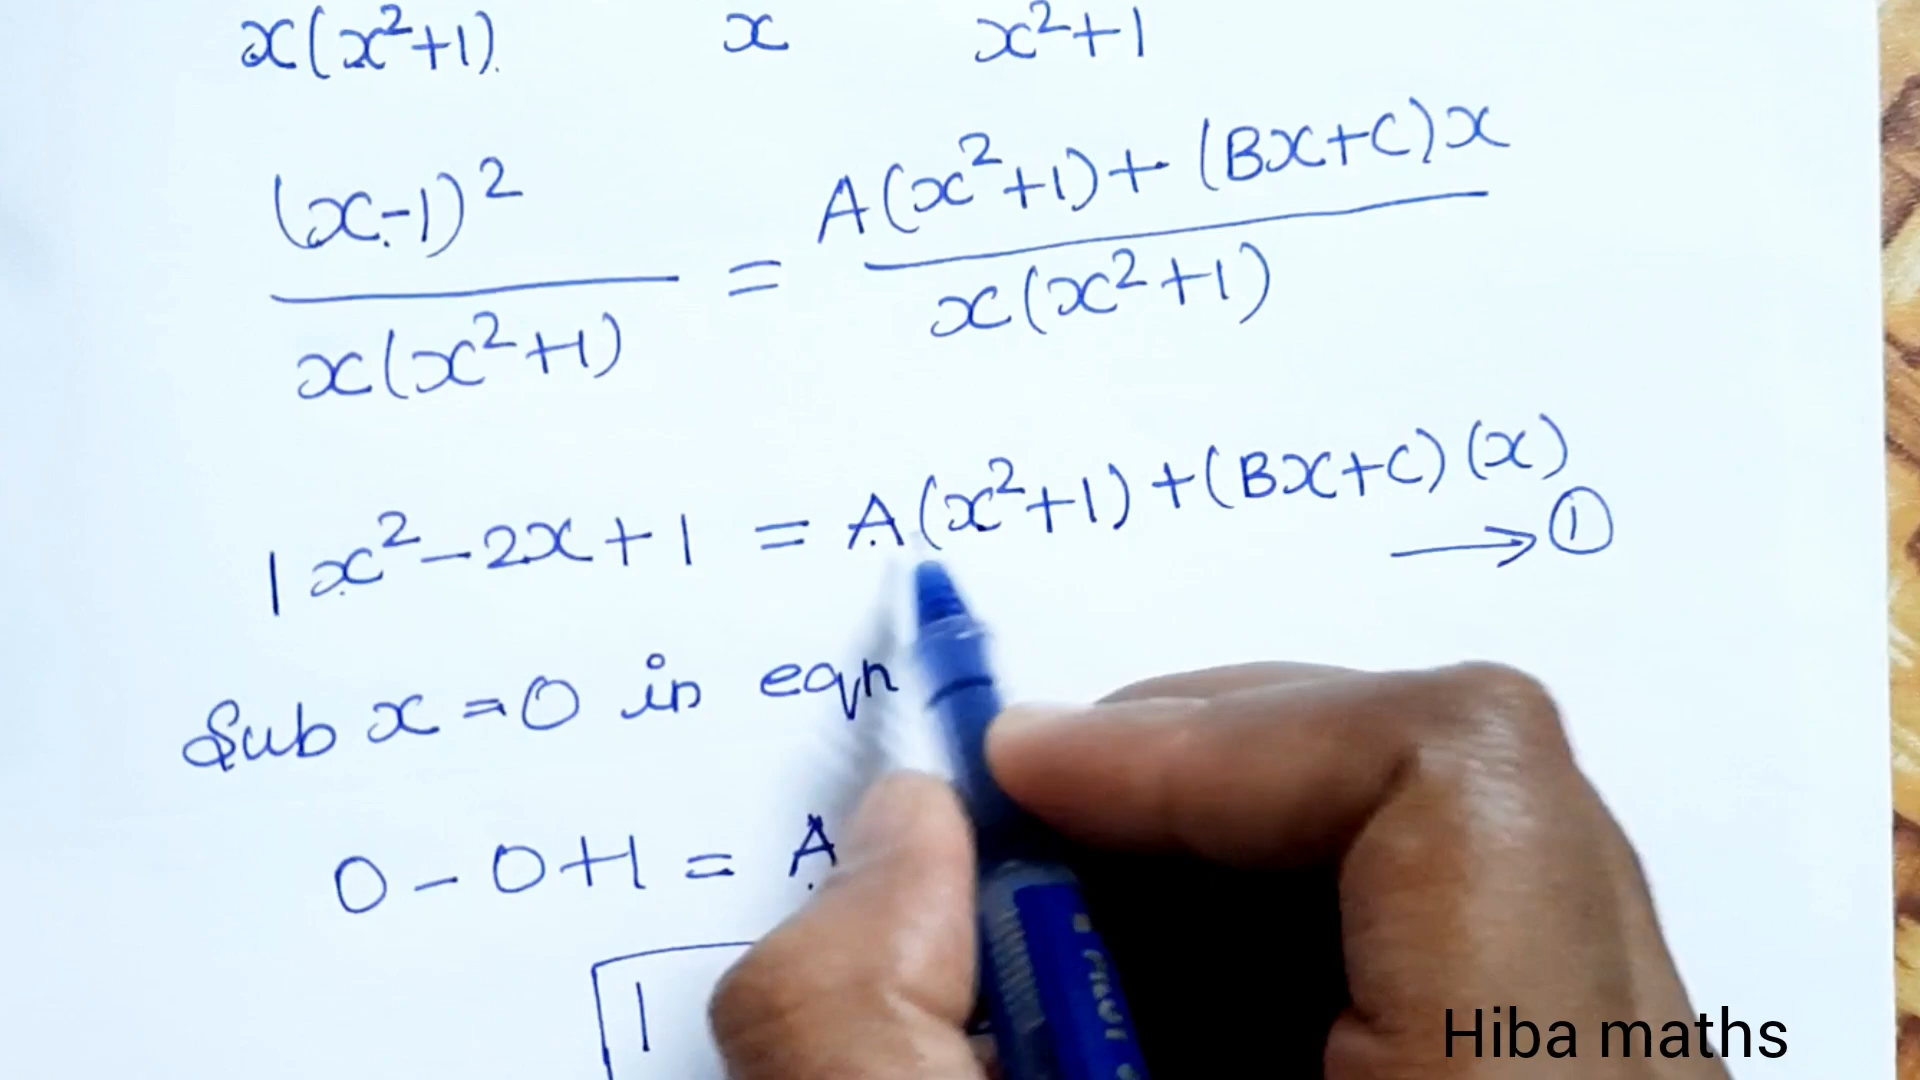 x(x²+1) x x²+1
(x-1)² / x(x²+1) = A(x²+1)+(Bx+C)x / x(x²+1)
1x²-2x+1 = A(x²+1)+(Bx+C)(x)
→ ①
Sub x=0 in eqn
0-0+1 = A
1
Hiba maths